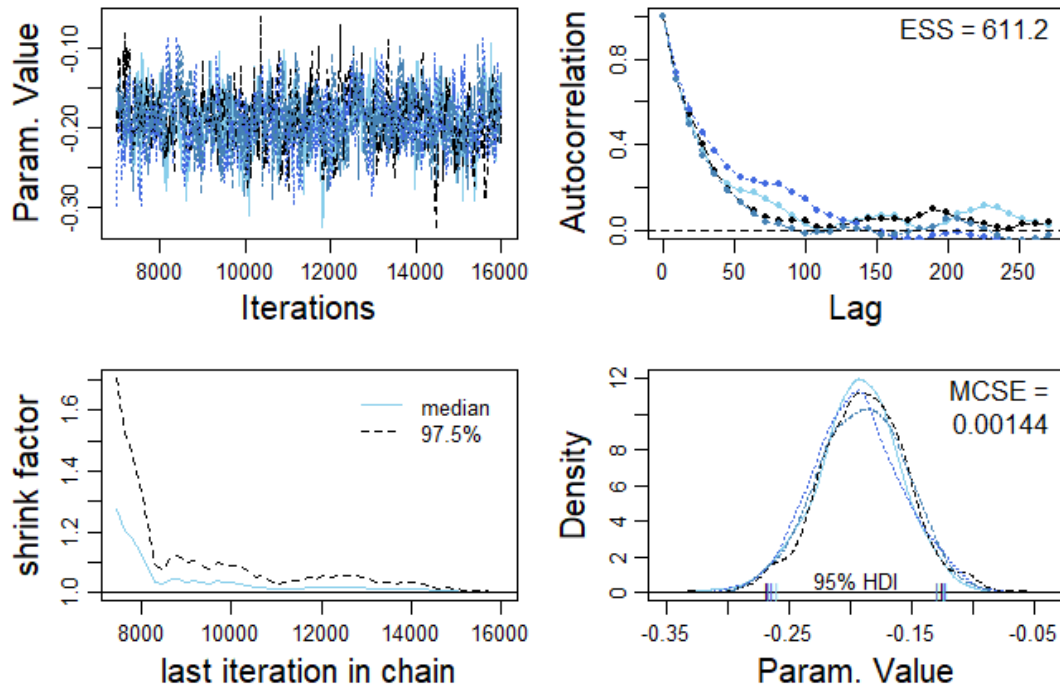 Param. Value
-0.10
-0.20
-0.30
8000 10000 12000 14000 16000
Iterations
Autocorrelation
0.8
0.4
0.0
ESS = 611.2
0 50 100 150 200 250
Lag
shrink factor
1.6
1.4
1.2
1.0
median
97.5%
8000 10000 12000 14000 16000
last iteration in chain
Density
12
10
8
6
4
2
0
MCSE =
0.00144
95% HDI
-0.35 -0.25 -0.15 -0.05
Param. Value